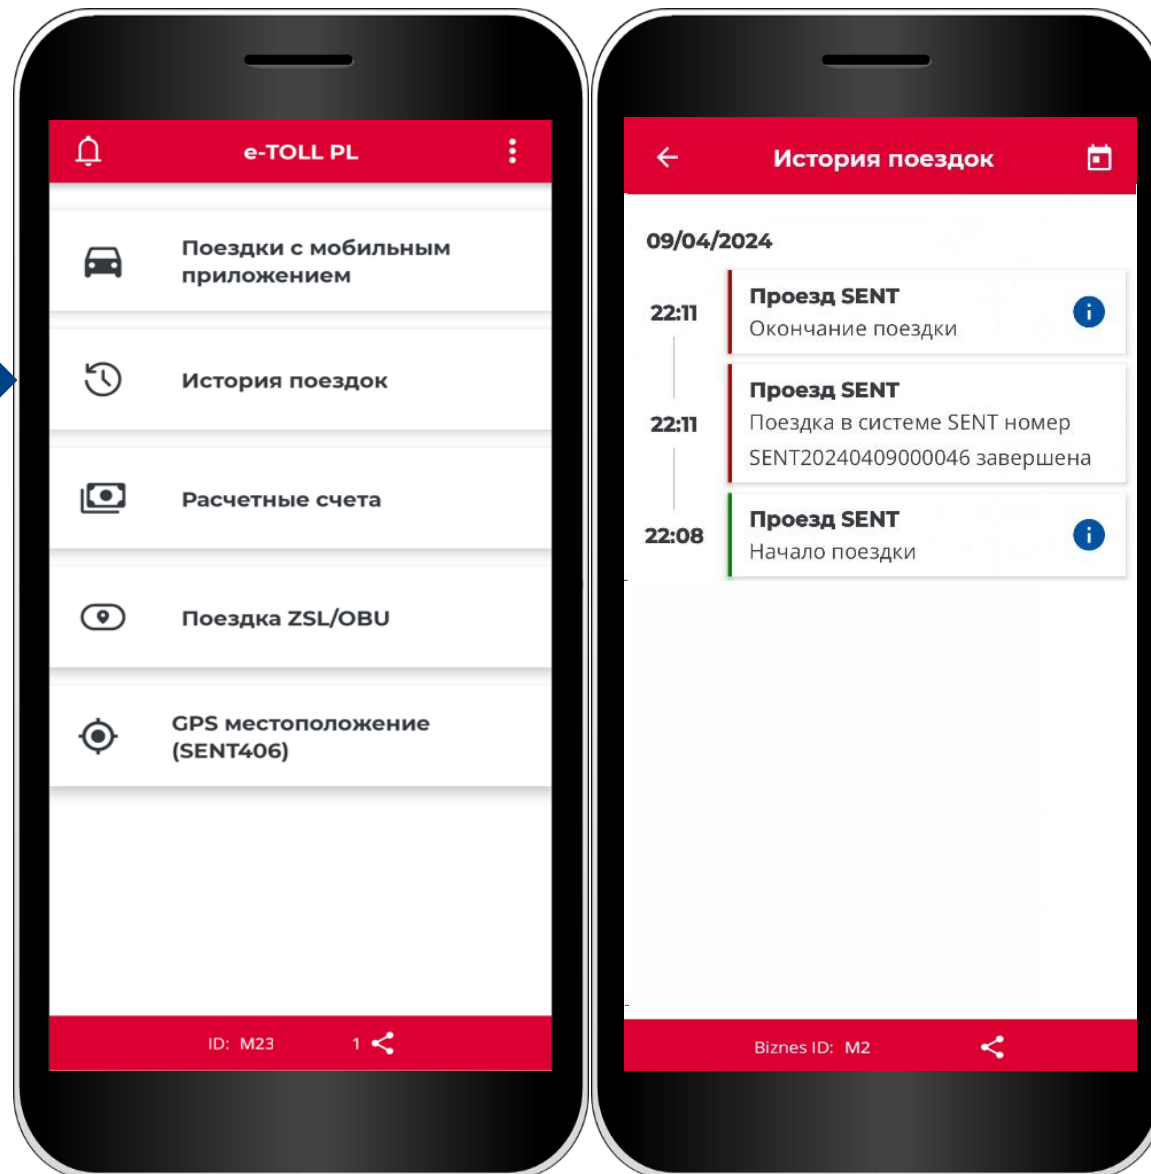 e-TOLL PL
Поездки с мобильным
приложением
История поездок
Расчетные счета
Поездка ZSL/OBU
GPS местоположение
(SENT406)
ID: M23 1
История поездок
09/04/2024
22:11
Проезд SENT
Окончание поездки
22:11
Проезд SENT
Поездка в системе SENT номер
SENT20240409000046 завершена
22:08
Проезд SENT
Начало поездки
Biznes ID: M2